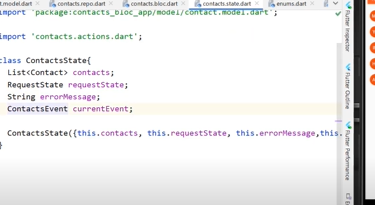 t.model.dart
contacts.repo.dart
contacts.bloc.dart
contacts.state.dart
enums.dart
import 'package:contacts_bloc_app/model/contact.model.dart';
import 'contacts.actions.dart';
class ContactsState{
List<Contact> contacts;
RequestState requestState;
String errorMessage;
ContactsEvent currentEvent;
ContactsState({this.contacts, this.requestState, this.errorMessage,this.
}
Flutter Inspector
Flutter Outline
Flutter Performance